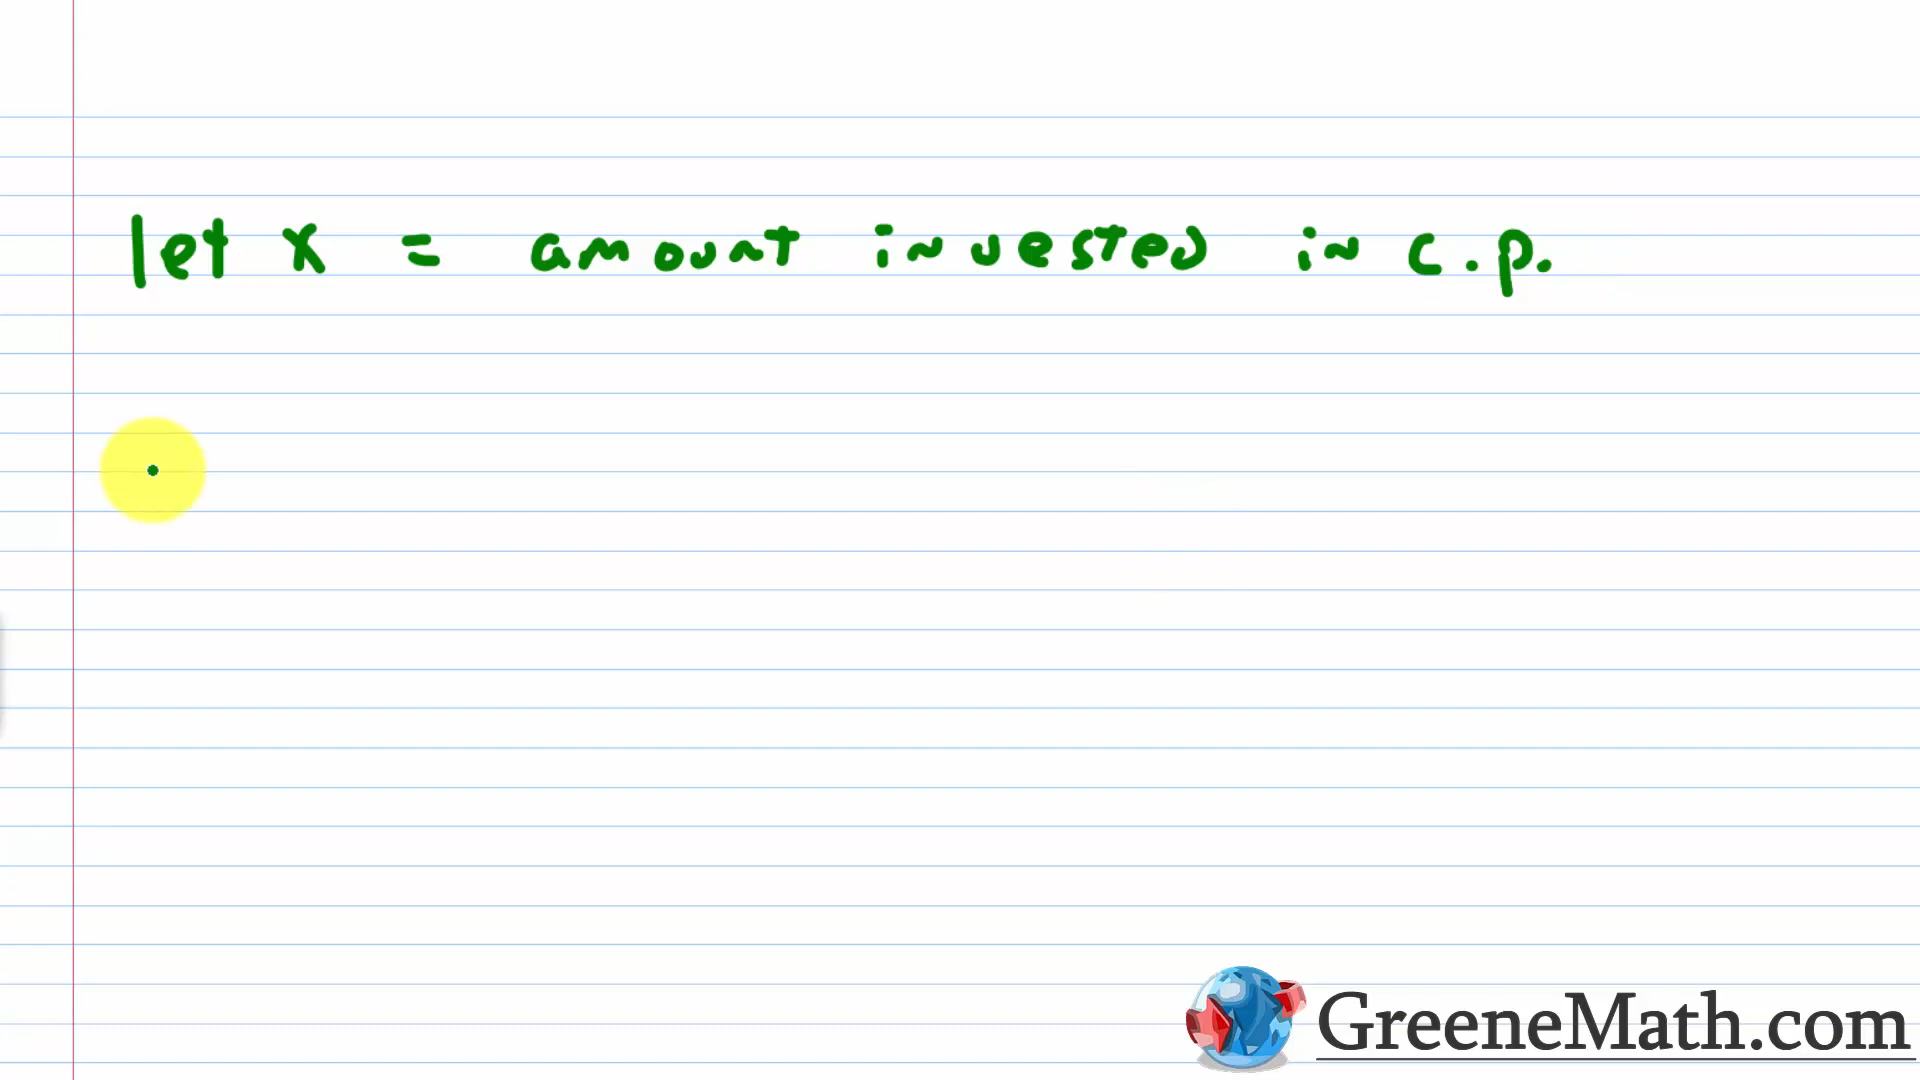 let x = amount invested in c.p.
GreeneMath.com